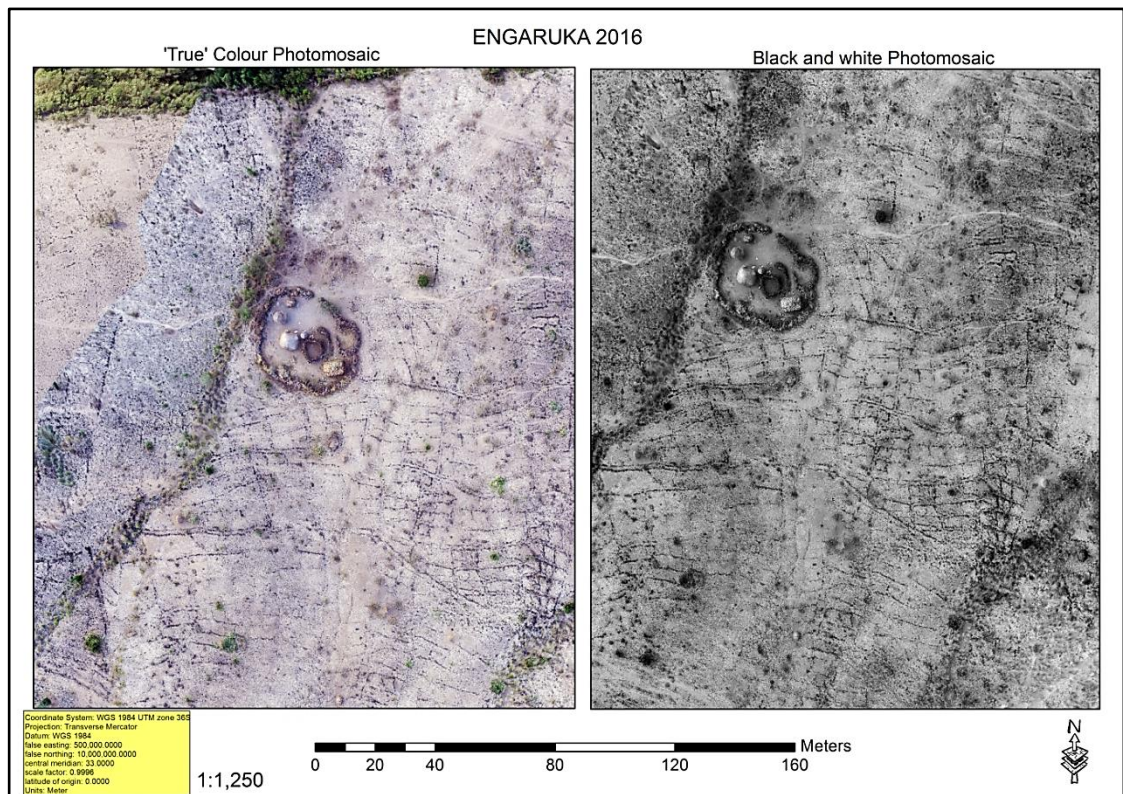 ENGARUKA 2016
'True' Colour Photomosaic
Black and white Photomosaic
Coordinate System: WGS 1984 UTM zone 36S
Projection: Transverse Mercator
Datum: WGS 1984
false easting: 500,000.0000
false northing: 10,000,000.0000
central meridian: 33.0000
scale factor: 0.9996
latitude of origin: 0.0000
Units: Meter
1:1,250
Meters
0 20 40 80 120 160
N